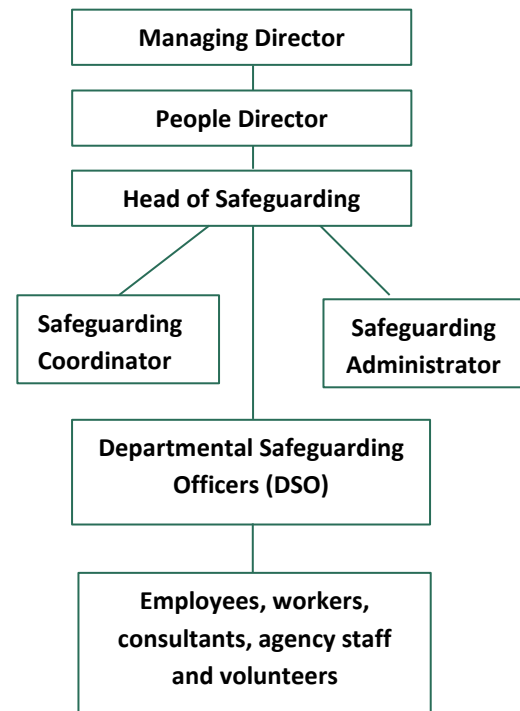 Managing Director
People Director
Head of Safeguarding
Safeguarding
Coordinator
Safeguarding
Administrator
Departmental Safeguarding
Officers (DSO)
Employees, workers,
consultants, agency staff
and volunteers